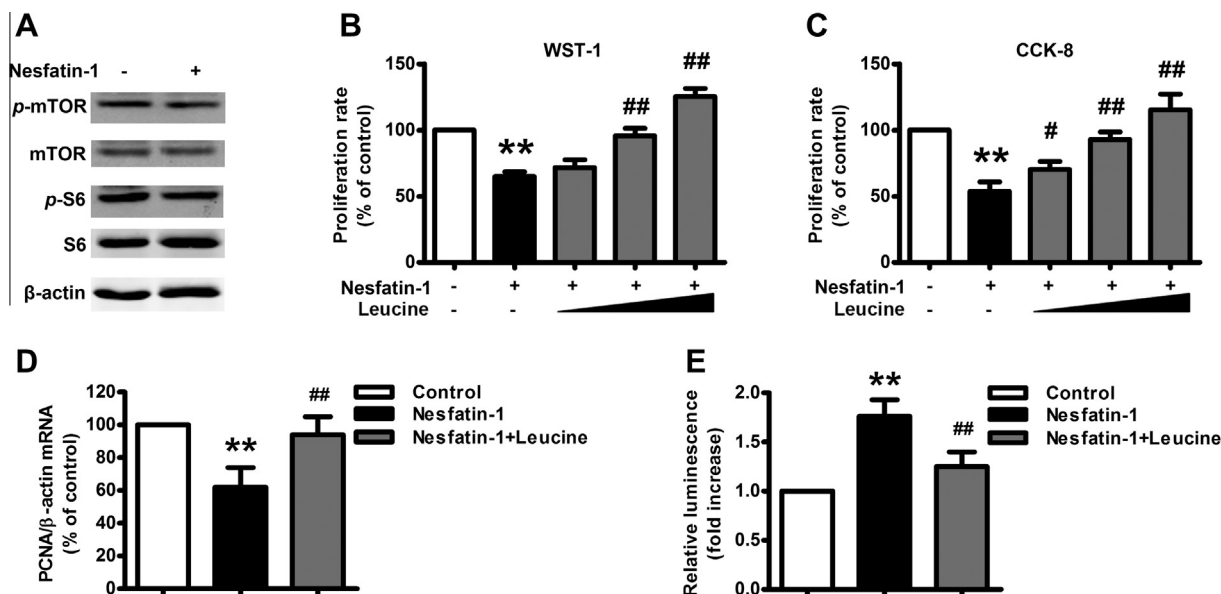 A
Nesfatin-1 - +
p-mTOR
mTOR
p-S6
S6
β-actin
B
WST-1
Proliferation rate
(% of control)
150
100
50
0
**
##
##
Nesfatin-1 - + + + +
Leucine - -
C
CCK-8
Proliferation rate
(% of control)
150
100
50
0
**
#
##
##
Nesfatin-1 - + + + +
Leucine - -
D
PCNA/β-actin mRNA
(% of control)
120
100
80
60
40
20
0
**
##
Control
Nesfatin-1
Nesfatin-1+Leucine
E
Relative luminescence
(fold increase)
2.0
1.5
1.0
0.5
0.0
**
##
Control
Nesfatin-1
Nesfatin-1+Leucine